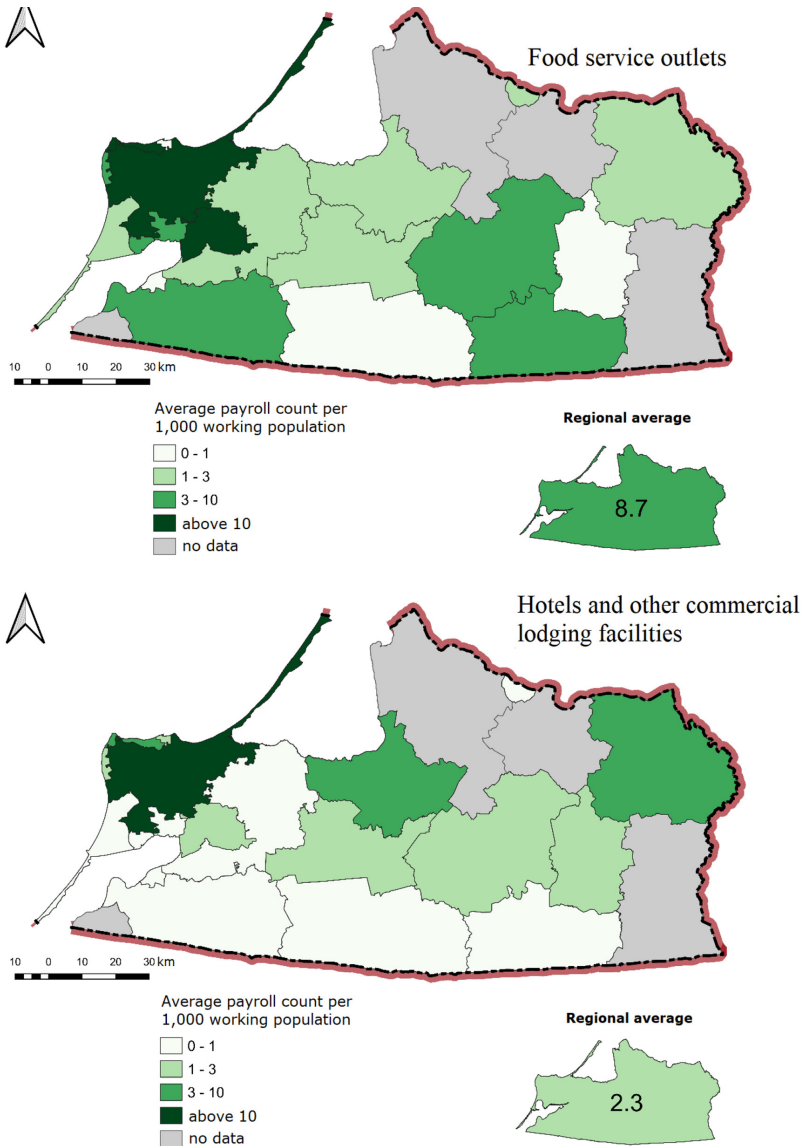 Food service outlets
10 0 10 20 30 km
Average payroll count per
1,000 working population
0 - 1
1 - 3
3 - 10
above 10
no data
Regional average
8.7
Hotels and other commercial
lodging facilities
10 0 10 20 30 km
Average payroll count per
1,000 working population
0 - 1
1 - 3
3 - 10
above 10
no data
Regional average
2.3